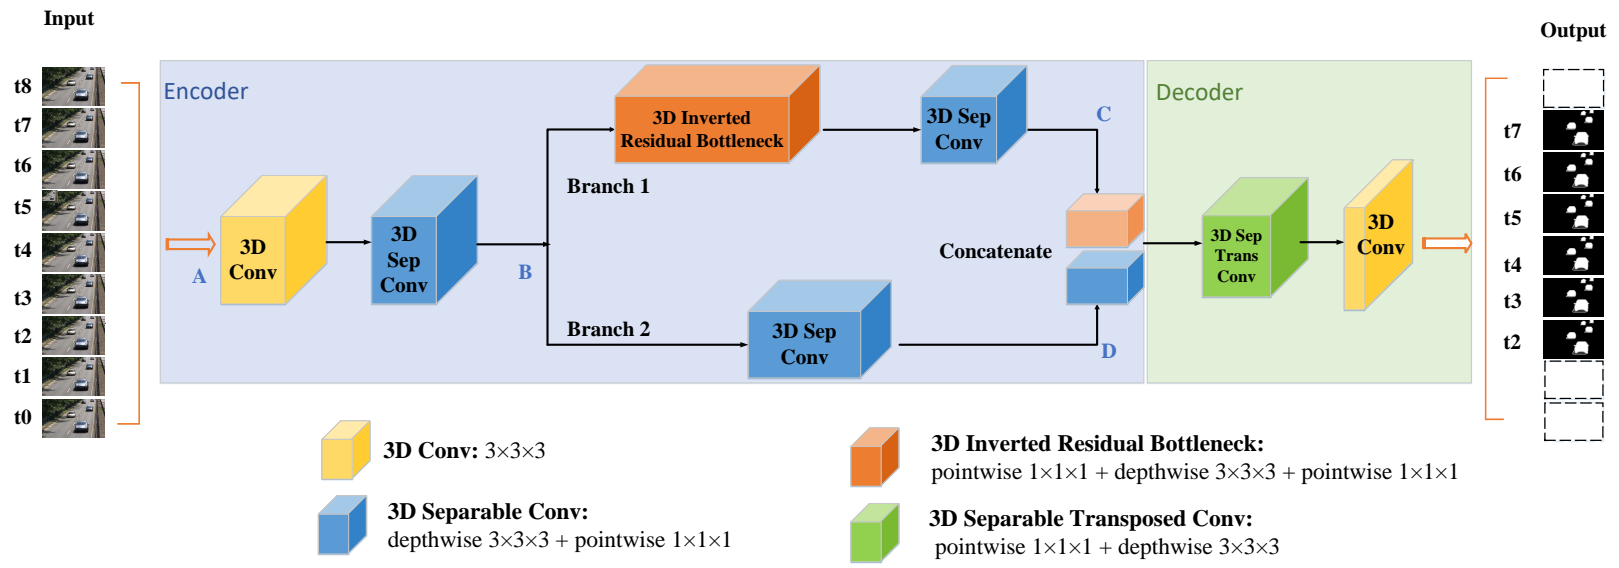 Input
Output
t8
t7
t6
t5
t4
t3
t2
t1
t0
Encoder
A
3D
Conv
3D
Sep
Conv
B
3D Inverted
Residual Bottleneck
Branch 1
3D Sep
Conv
C
Concatenate
Branch 2
3D Sep
Conv
D
Decoder
3D Sep
Trans
Conv
3D
Conv
t7
t6
t5
t4
t3
t2
3D Conv: 3×3×3
3D Separable Conv:
depthwise 3×3×3 + pointwise 1×1×1
3D Inverted Residual Bottleneck:
pointwise 1×1×1 + depthwise 3×3×3 + pointwise 1×1×1
3D Separable Transposed Conv:
pointwise 1×1×1 + depthwise 3×3×3